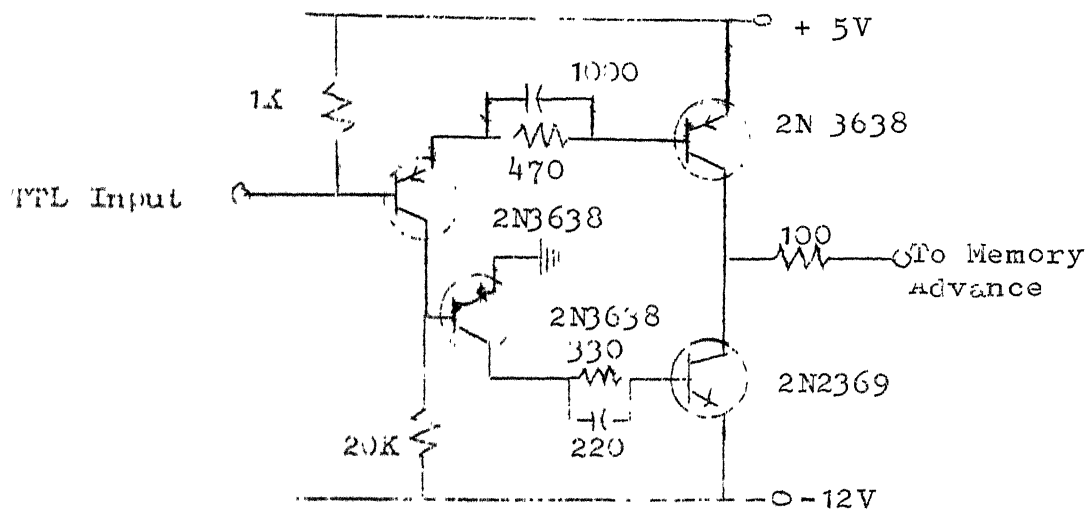 + 5V
1000
1K
2N 3638
470
TTL Input
2N3638
100
To Memory
Advance
2N3638
330
2N2369
20K
220
-12V